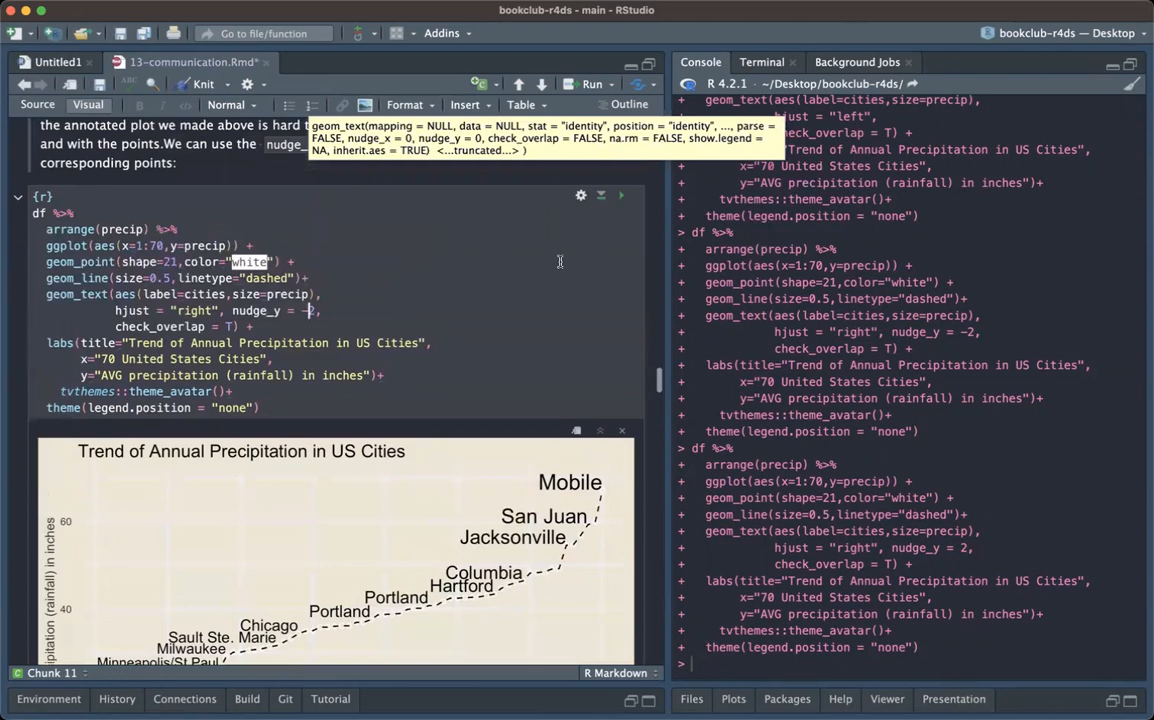 bookclub-r4ds - main - RStudio
Go to file/function
Addins
bookclub-r4ds — Desktop
Untitled1
13-communication.Rmd*
Knit
Run
Source
Visual
B
I
Normal
Format
Insert
Table
Outline
the annotated plot we made above is hard t
and with the points.We can use the nudge_
corresponding points:
geom_text(mapping = NULL, data = NULL, stat = "identity", position = "identity", ..., parse =
FALSE, nudge_x = 0, nudge_y = 0, check_overlap = FALSE, na.rm = FALSE, show.legend =
NA, inherit.aes = TRUE) <...truncated...> )
{r}
df %>%
arrange(precip) %>%
ggplot(aes(x=1:70,y=precip)) +
geom_point(shape=21,color="white") +
geom_line(size=0.5,linetype="dashed")+
geom_text(aes(label=cities,size=precip),
hjust = "right", nudge_y = -2,
check_overlap = T) +
labs(title="Trend of Annual Precipitation in US Cities",
x="70 United States Cities",
y="AVG precipitation (rainfall) in inches")+
tvthemes::theme_avatar()+
theme(legend.position = "none")
Trend of Annual Precipitation in US Cities
Mobile
San Juan
Jacksonville
Columbia
Hartford
Portland
Portland
Chicago
Sault Ste. Marie
Milwaukee
Minneapolis/St Paul
60
40
ipitation (rainfall) in inches
Chunk 11
R Markdown
Environment
History
Connections
Build
Git
Tutorial
Console
Terminal
Background Jobs
R 4.2.1 · ~/Desktop/bookclub-r4ds/
+ geom_text(aes(label=cities,size=precip),
+ hjust = "left",
+ check_overlap = T) +
+ labs(title="Trend of Annual Precipitation in US Cities",
+ x="70 United States Cities",
+ y="AVG precipitation (rainfall) in inches")+
+ tvthemes::theme_avatar()+
+ theme(legend.position = "none")
> df %>%
+ arrange(precip) %>%
+ ggplot(aes(x=1:70,y=precip)) +
+ geom_point(shape=21,color="white") +
+ geom_line(size=0.5,linetype="dashed")+
+ geom_text(aes(label=cities,size=precip),
+ hjust = "right", nudge_y = -2,
+ check_overlap = T) +
+ labs(title="Trend of Annual Precipitation in US Cities",
+ x="70 United States Cities",
+ y="AVG precipitation (rainfall) in inches")+
+ tvthemes::theme_avatar()+
+ theme(legend.position = "none")
> df %>%
+ arrange(precip) %>%
+ ggplot(aes(x=1:70,y=precip)) +
+ geom_point(shape=21,color="white") +
+ geom_line(size=0.5,linetype="dashed")+
+ geom_text(aes(label=cities,size=precip),
+ hjust = "right", nudge_y = 2,
+ check_overlap = T) +
+ labs(title="Trend of Annual Precipitation in US Cities",
+ x="70 United States Cities",
+ y="AVG precipitation (rainfall) in inches")+
+ tvthemes::theme_avatar()+
+ theme(legend.position = "none")
>
Files
Plots
Packages
Help
Viewer
Presentation